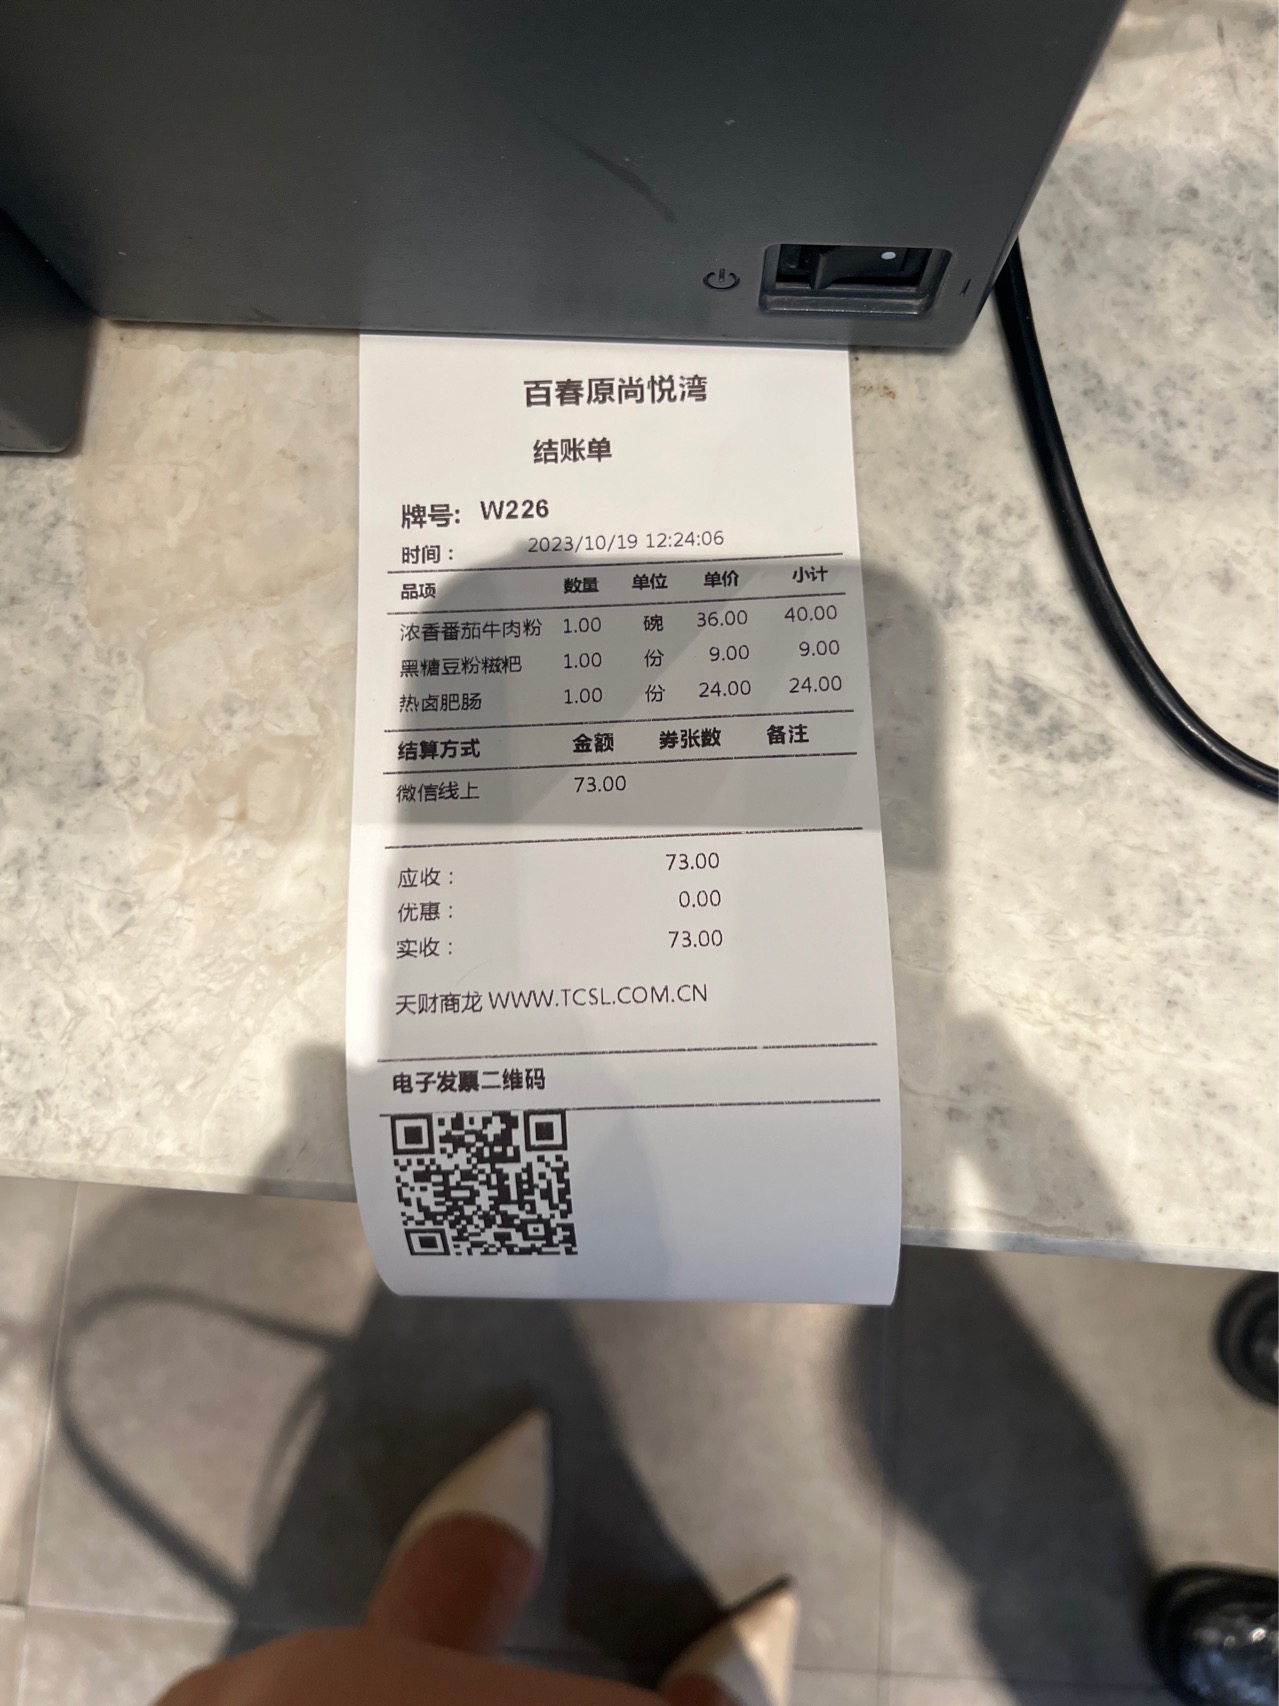 百春原尚悦湾
结账单
牌号: W226
时间： 2023/10/19 12:24:06
品项 数量 单位 单价 小计
浓香番茄牛肉粉 1.00 碗 36.00 40.00
黑糖豆粉糍粑 1.00 份 9.00 9.00
热卤肥肠 1.00 份 24.00 24.00
结算方式 金额 券张数 备注
微信线上 73.00
应收： 73.00
优惠： 0.00
实收： 73.00
天财商龙 WWW.TCSL.COM.CN
电子发票二维码